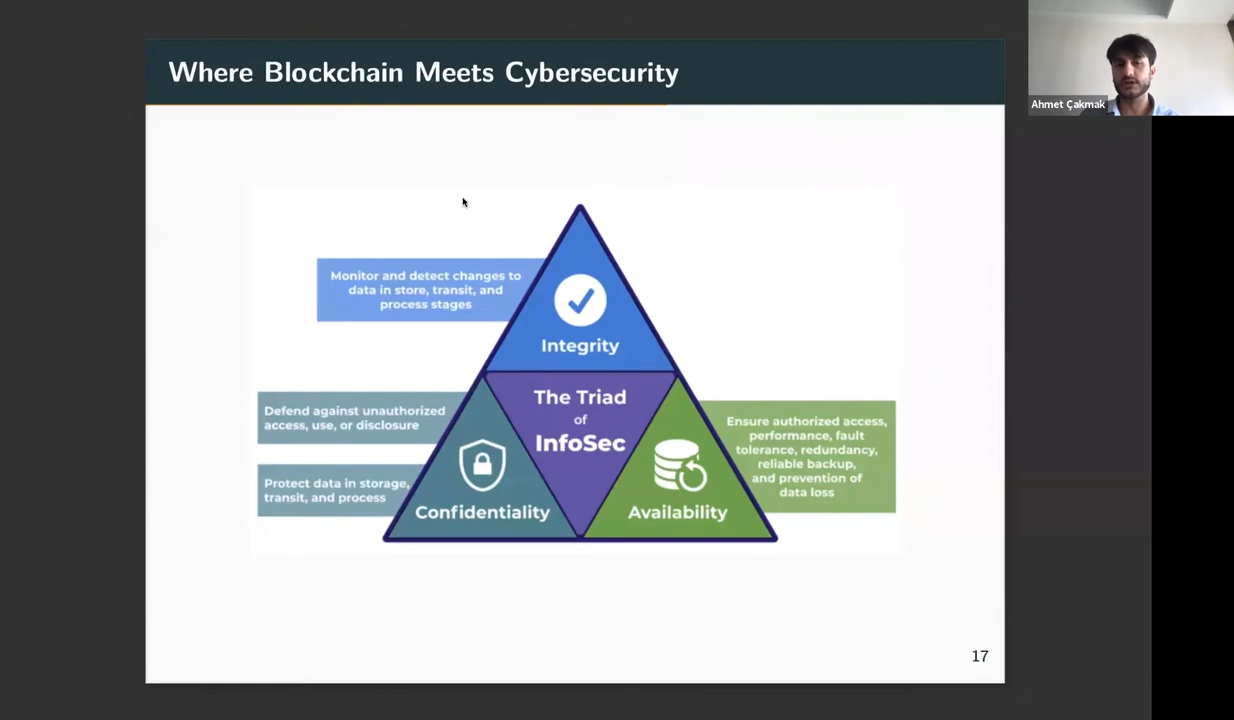 Where Blockchain Meets Cybersecurity
Ahmet Çakmak
Monitor and detect changes to
data in store, transit, and
process stages
Integrity
The Triad
of
InfoSec
Defend against unauthorized
access, use, or disclosure
Protect data in storage,
transit, and process
Confidentiality
Ensure authorized access,
performance, fault
tolerance, redundancy,
reliable backup,
and prevention of
data loss
Availability
17